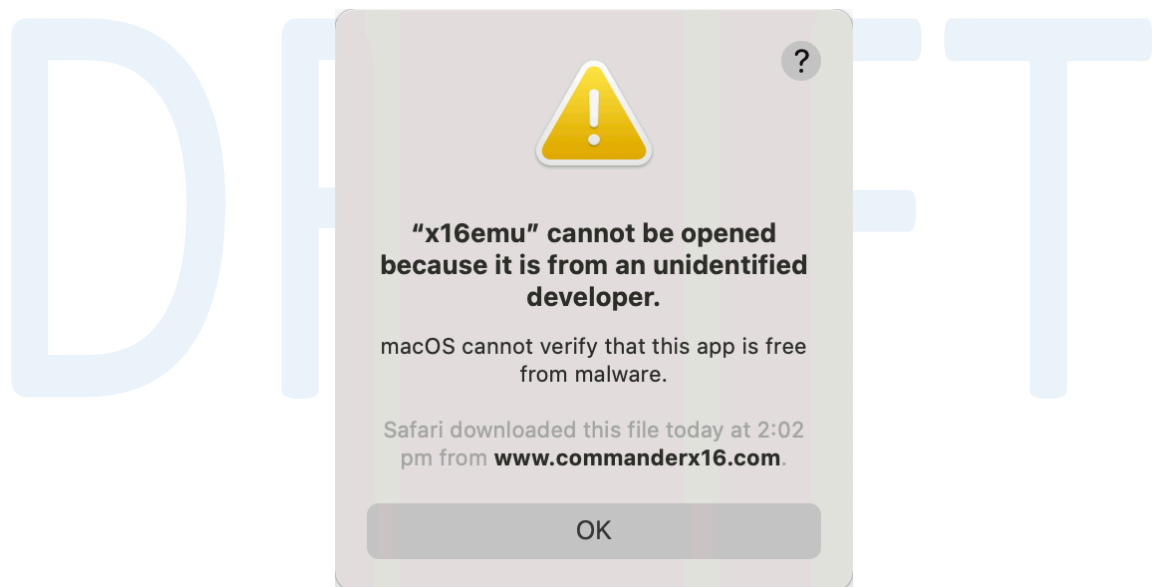 DRAFT
?
“x16emu” cannot be opened
because it is from an unidentified
developer.
macOS cannot verify that this app is free
from malware.
Safari downloaded this file today at 2:02
pm from www.commanderx16.com.
OK